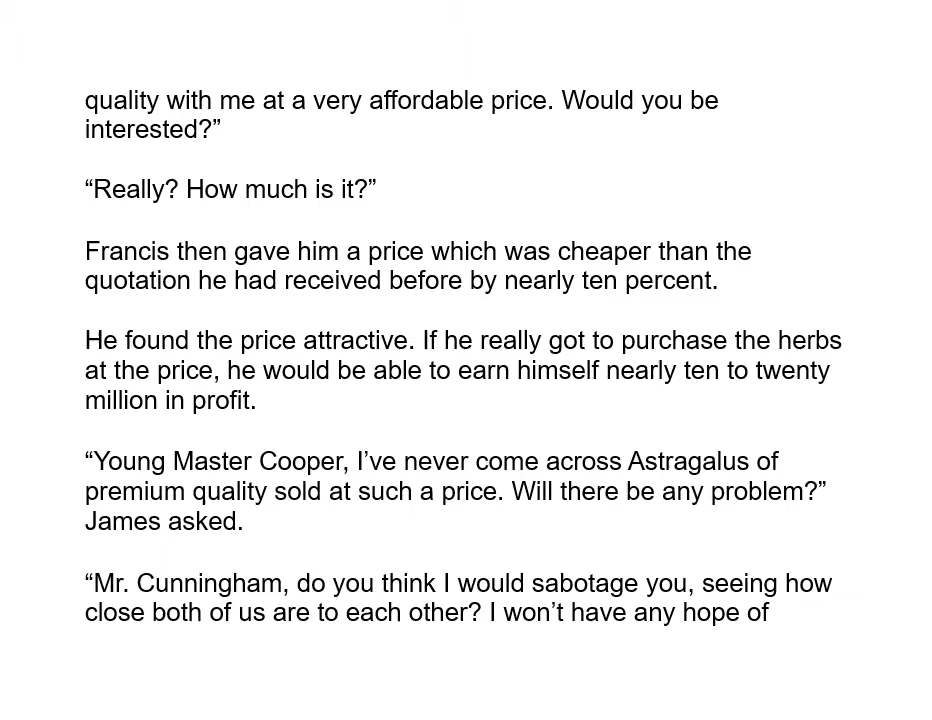 quality with me at a very affordable price. Would you be
interested?”
“Really? How much is it?”
Francis then gave him a price which was cheaper than the
quotation he had received before by nearly ten percent.
He found the price attractive. If he really got to purchase the herbs
at the price, he would be able to earn himself nearly ten to twenty
million in profit.
“Young Master Cooper, I’ve never come across Astragalus of
premium quality sold at such a price. Will there be any problem?”
James asked.
“Mr. Cunningham, do you think I would sabotage you, seeing how
close both of us are to each other? I won’t have any hope of